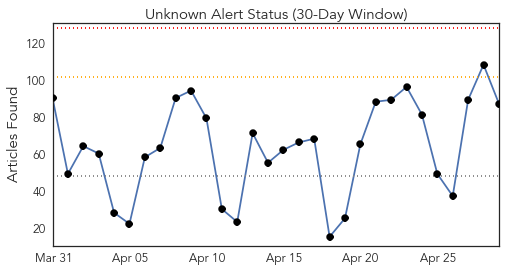 Unknown Alert Status (30-Day Window)
120
100
80
60
40
20
Articles Found
Mar 31 Apr 05 Apr 10 Apr 15 Apr 20 Apr 25